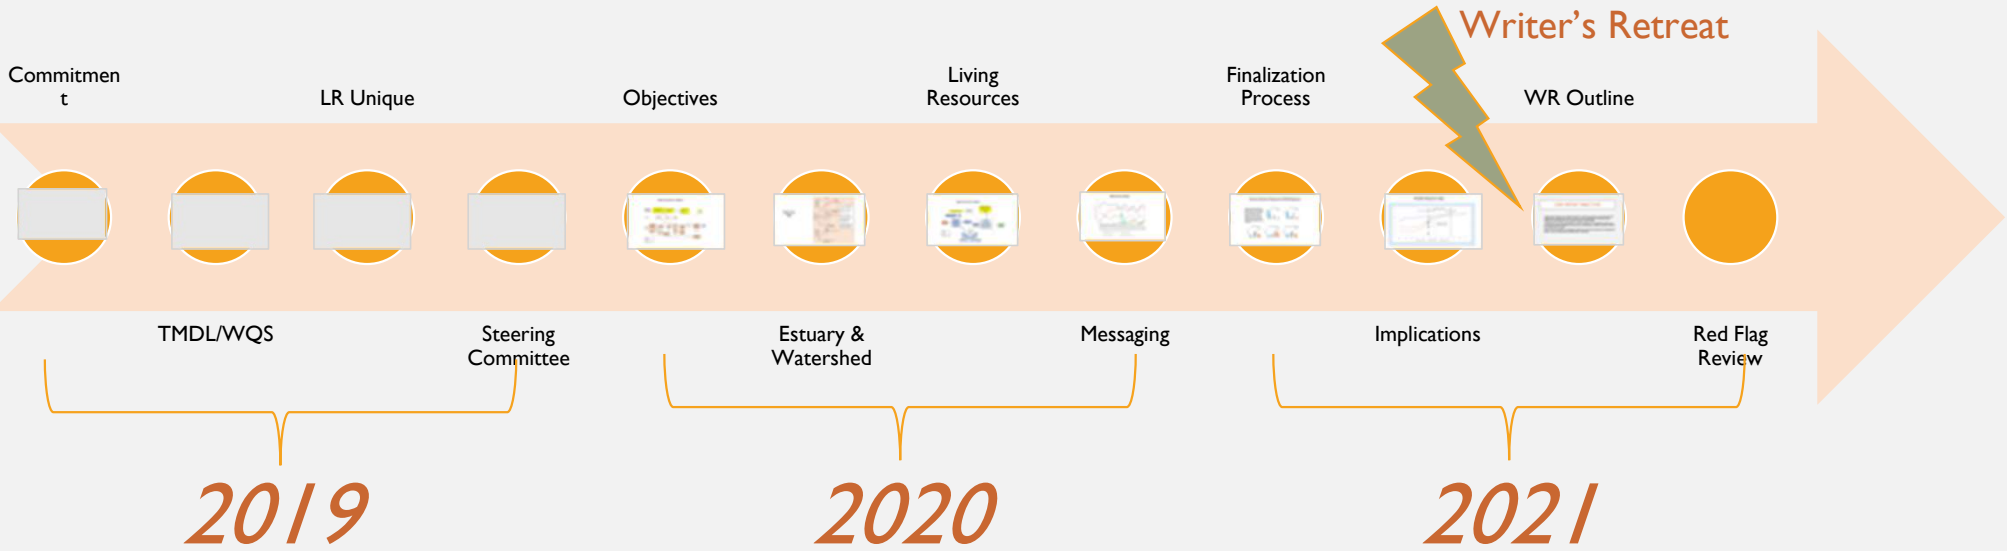 Writer's Retreat
Commitmen
t
LR Unique
Objectives
Living
Resources
Finalization
Process
WR Outline
TMDL/WQS
Steering
Committee
Estuary &
Watershed
Messaging
Implications
Red Flag
Review
2019
2020
2021